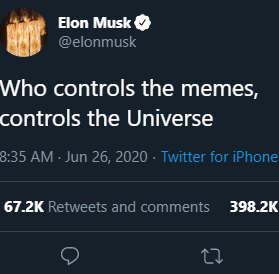 Elon Musk
@elonmusk
Who controls the memes,
controls the Universe
8:35 AM · Jun 26, 2020 · Twitter for iPhone
67.2K Retweets and comments 398.2K